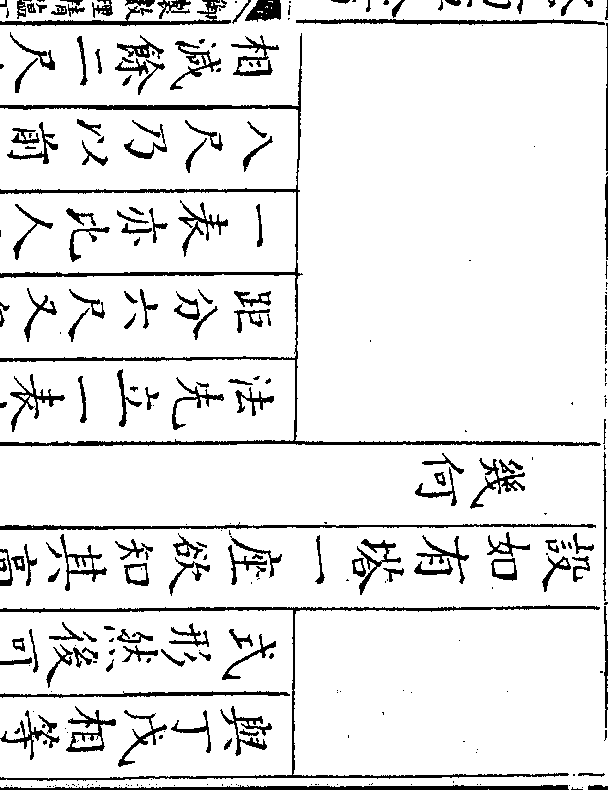 與丁戊相等
式形然後可
設如有塔一座欲知其高
幾何
法先立一表
距分六尺又
一表亦比人
八尺乃以前
相減餘二尺
御製數理精蘊